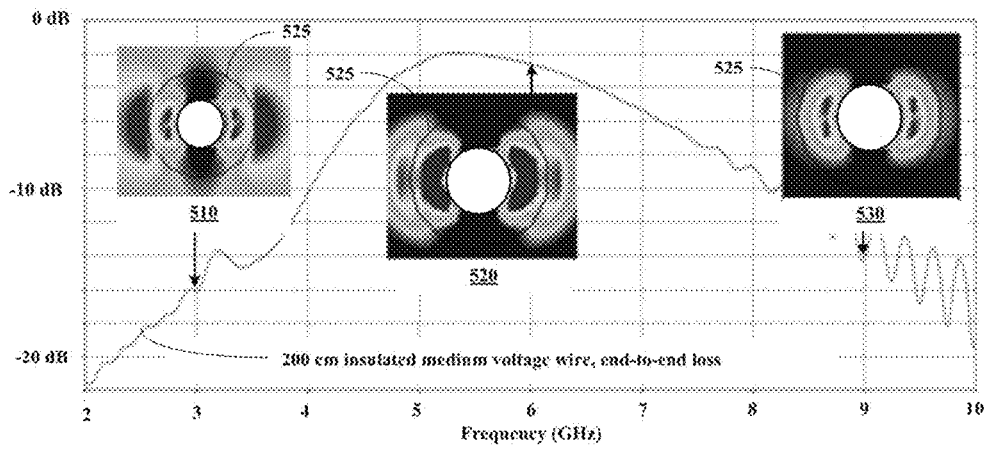 0 dB
525
525
525
-10 dB
510
520
530
-20 dB
200 cm insulated medium voltage wire, end-to-end loss
2 3 4 5 6 7 8 9 10
Frequency (GHz)